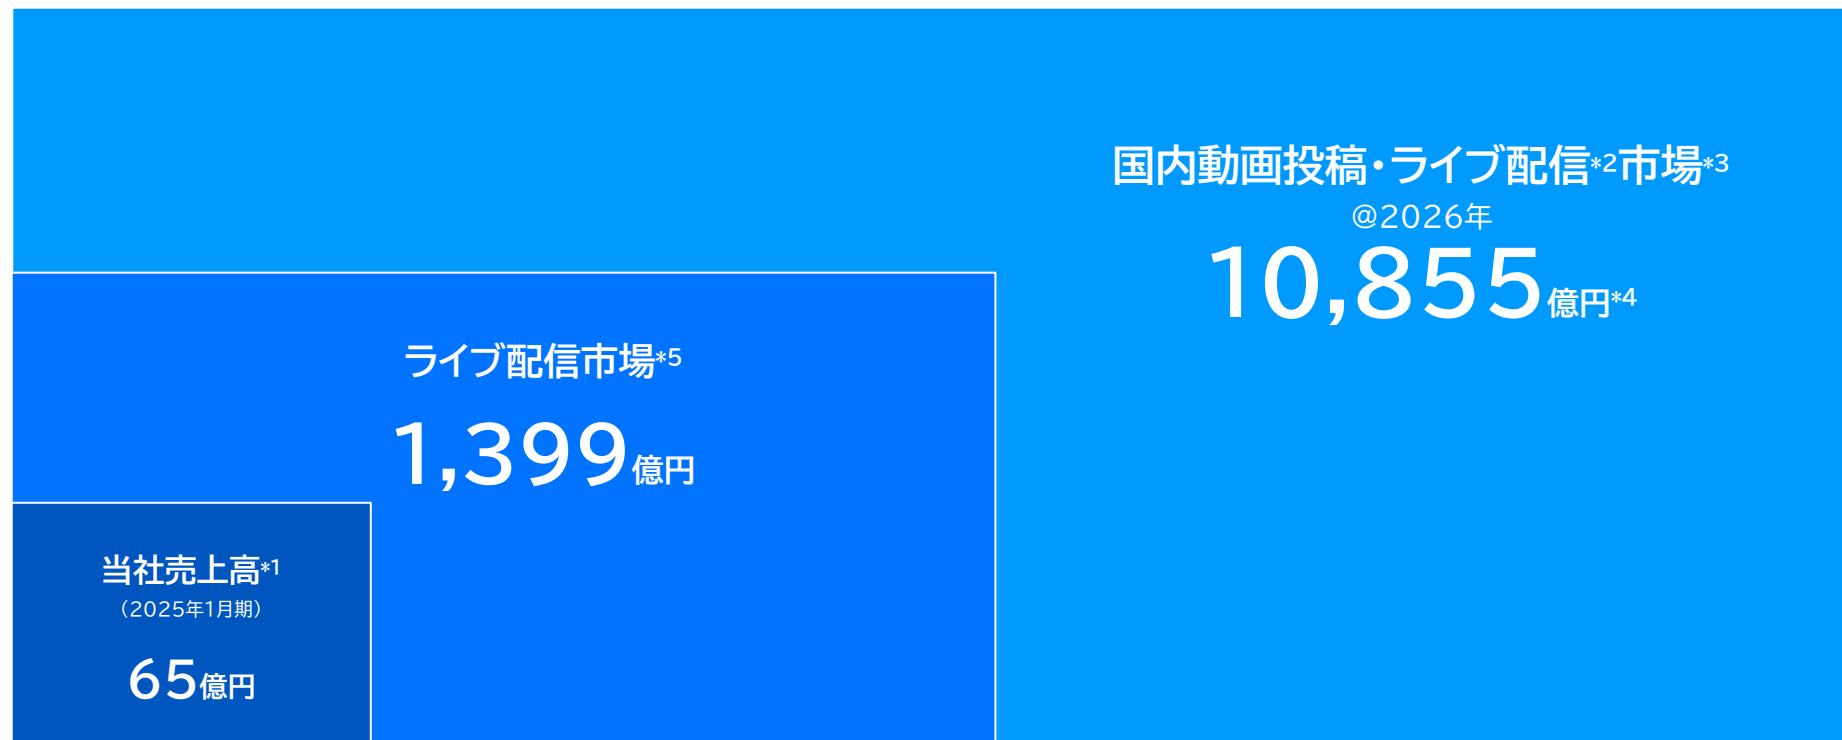 国内動画投稿・ライブ配信*2市場*3
@2026年
10,855億円*4
ライブ配信市場*5
1,399億円
当社売上高*1
（2025年1月期）
65億円